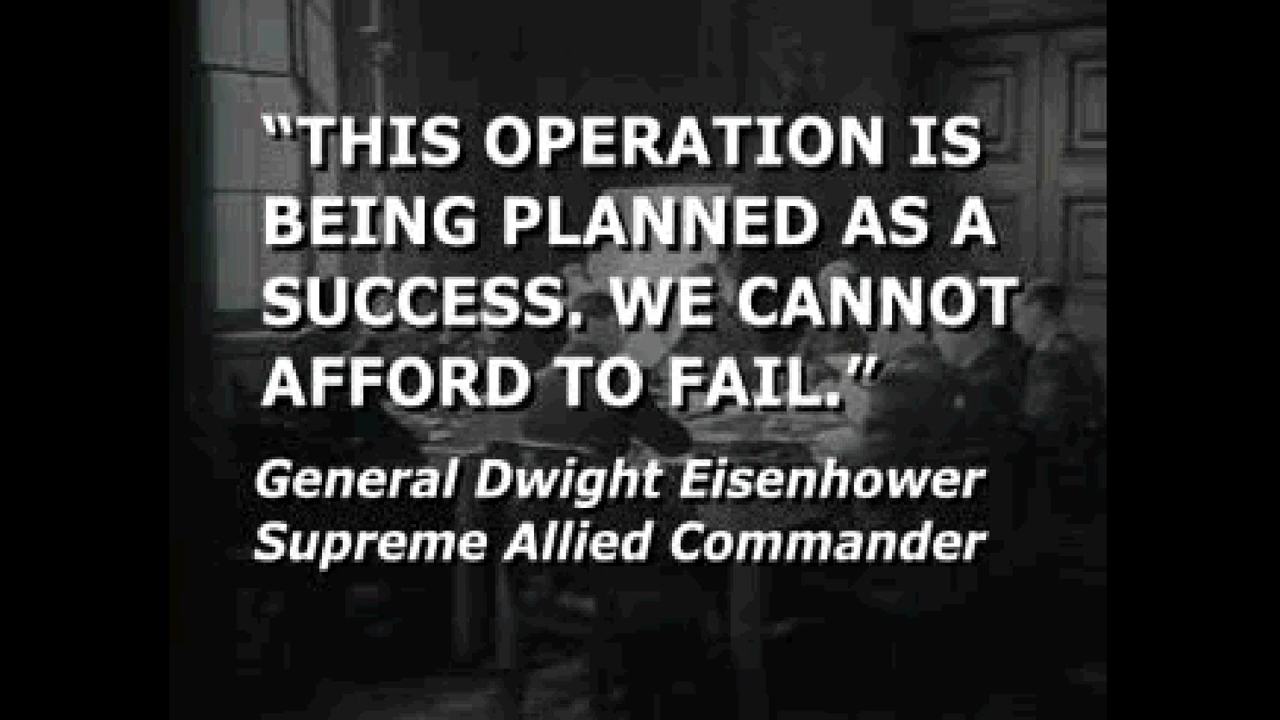 “THIS OPERATION IS
BEING PLANNED AS A
SUCCESS. WE CANNOT
AFFORD TO FAIL.”
General Dwight Eisenhower
Supreme Allied Commander